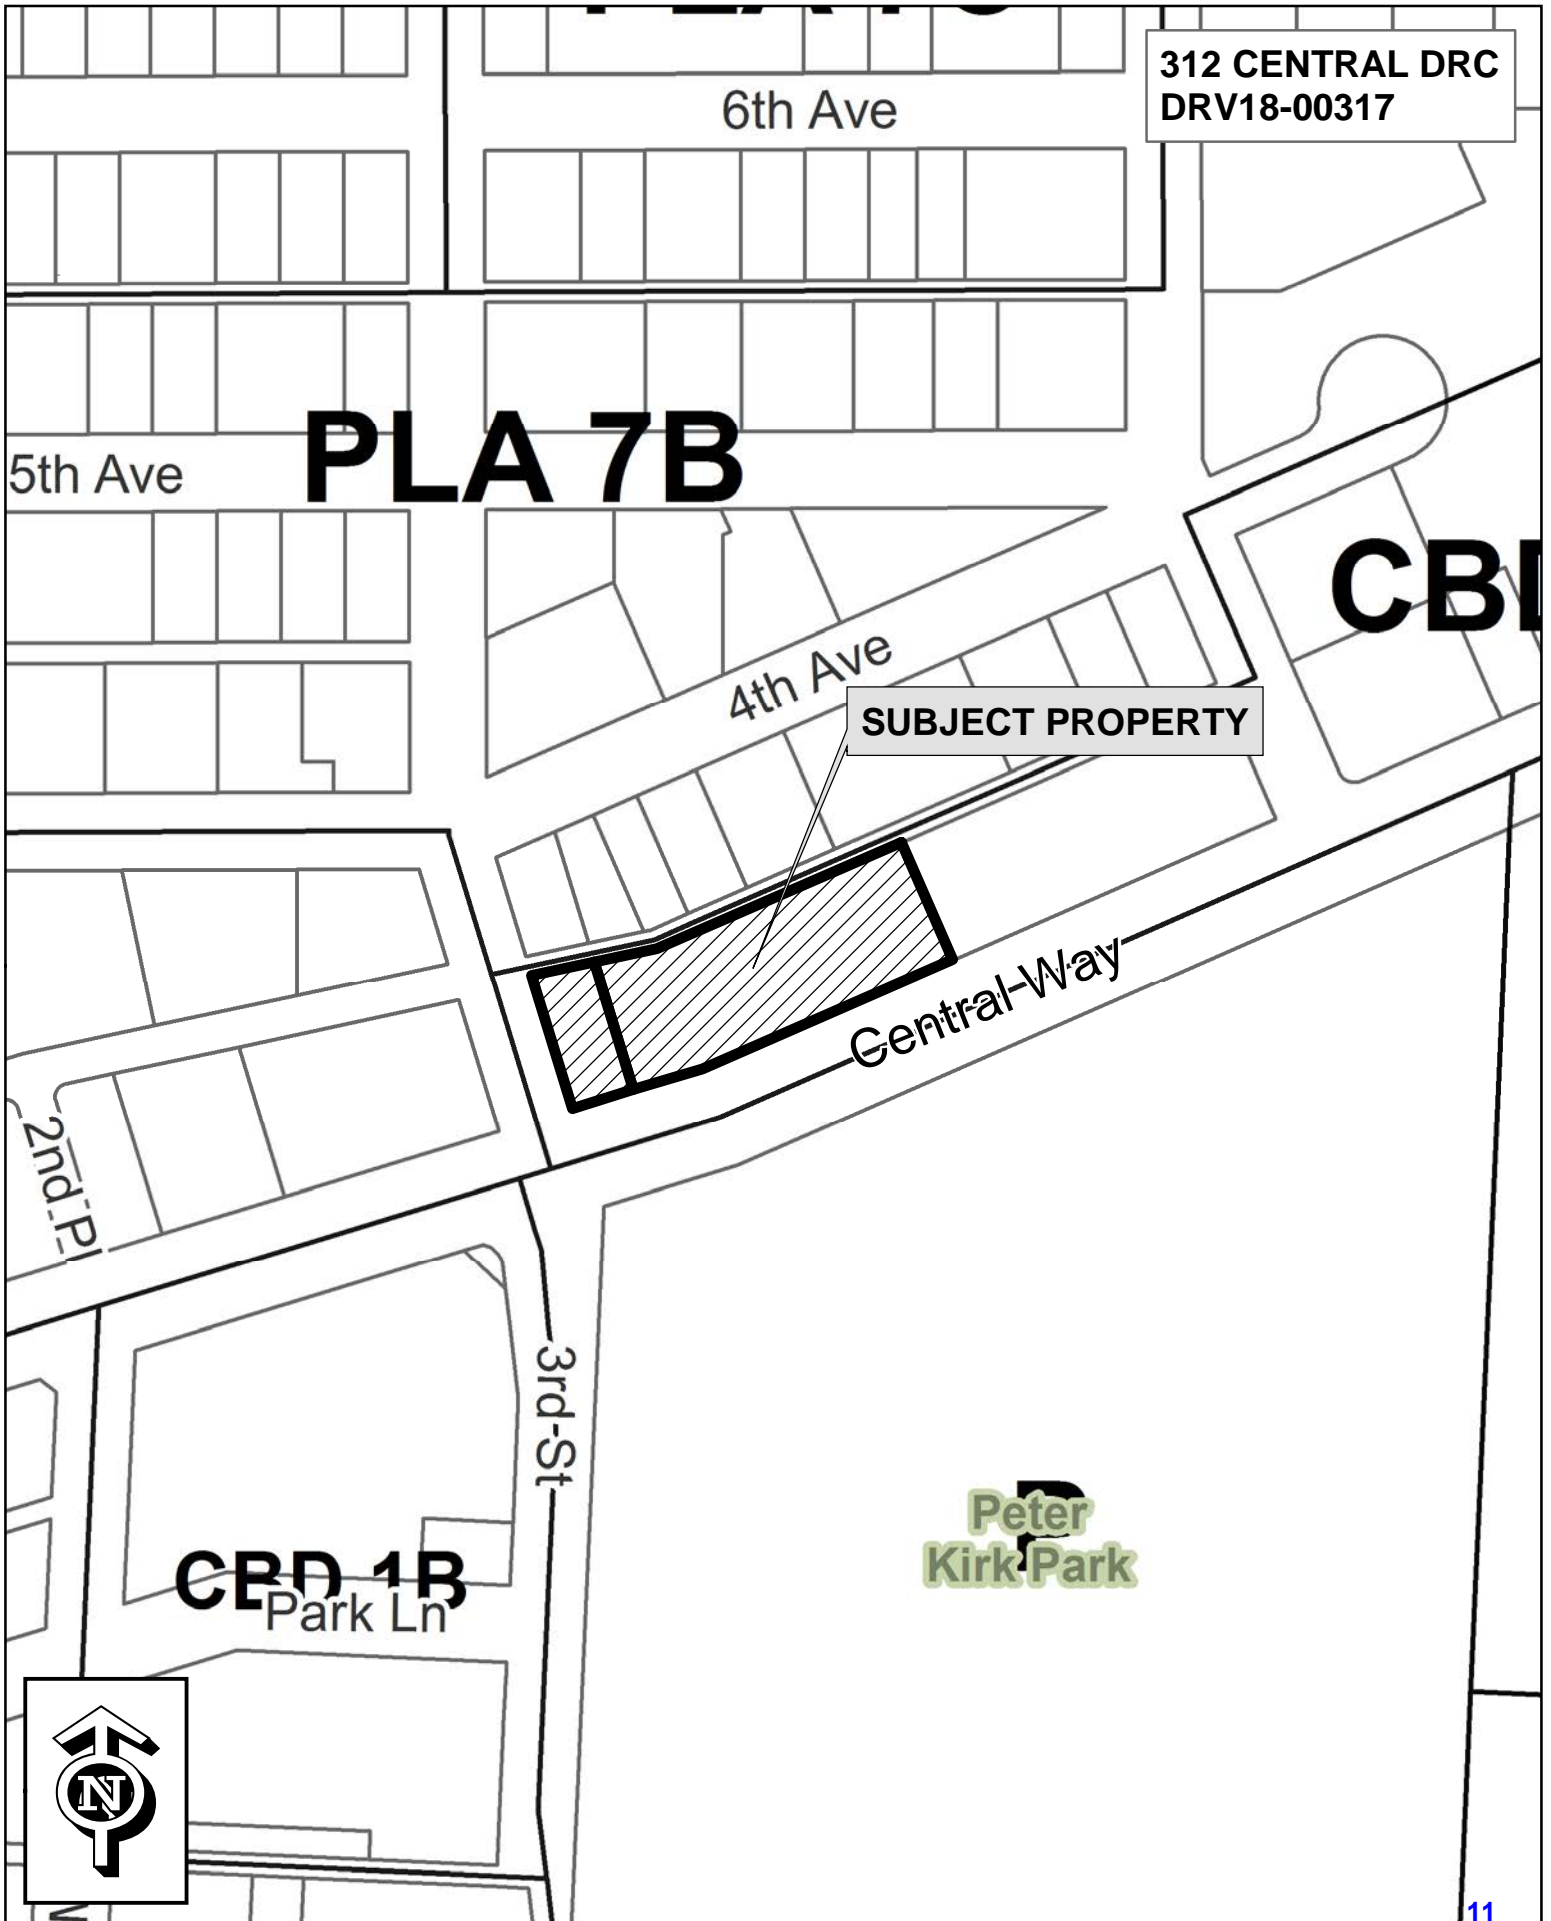 312 CENTRAL DRC
DRV18-00317
6th Ave
PLA 7B
5th Ave
CBD
4th Ave
SUBJECT PROPERTY
Central Way
2nd Pl
3rd St
P
Peter
Kirk Park
CBD 1B
Park Ln
N
11